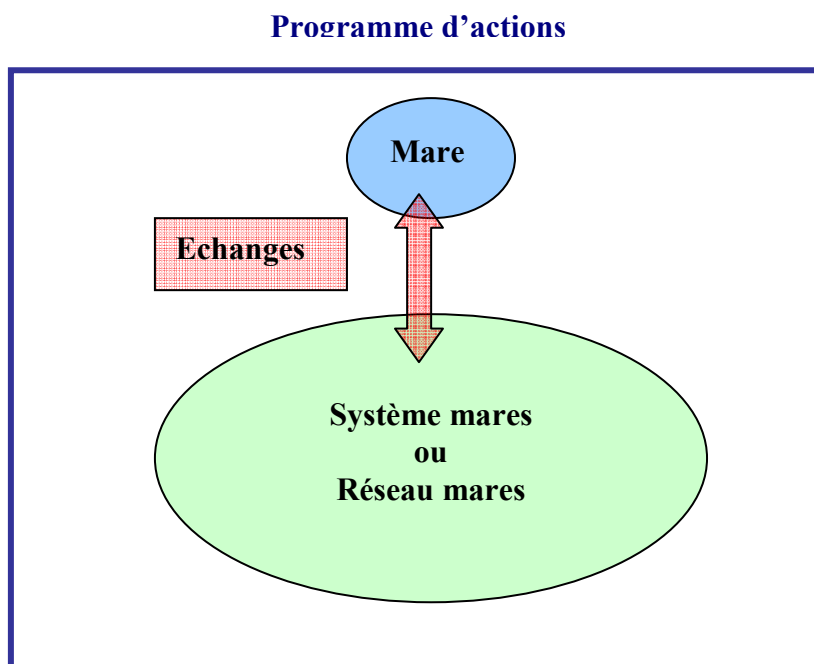 Programme d’actions
Mare
Echanges
Système mares
ou
Réseau mares